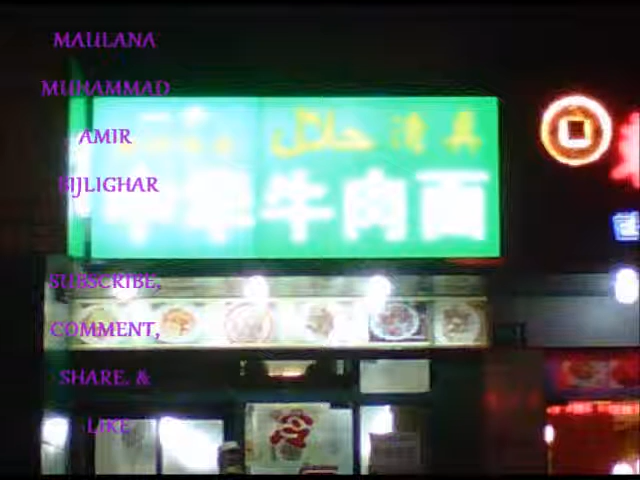 MAULANA
MUHAMMAD
AMIR
BIJLIGHAR
حلال 清真
牛肉面
SUBSCRIBE,
COMMENT,
SHARE. &
LIKE